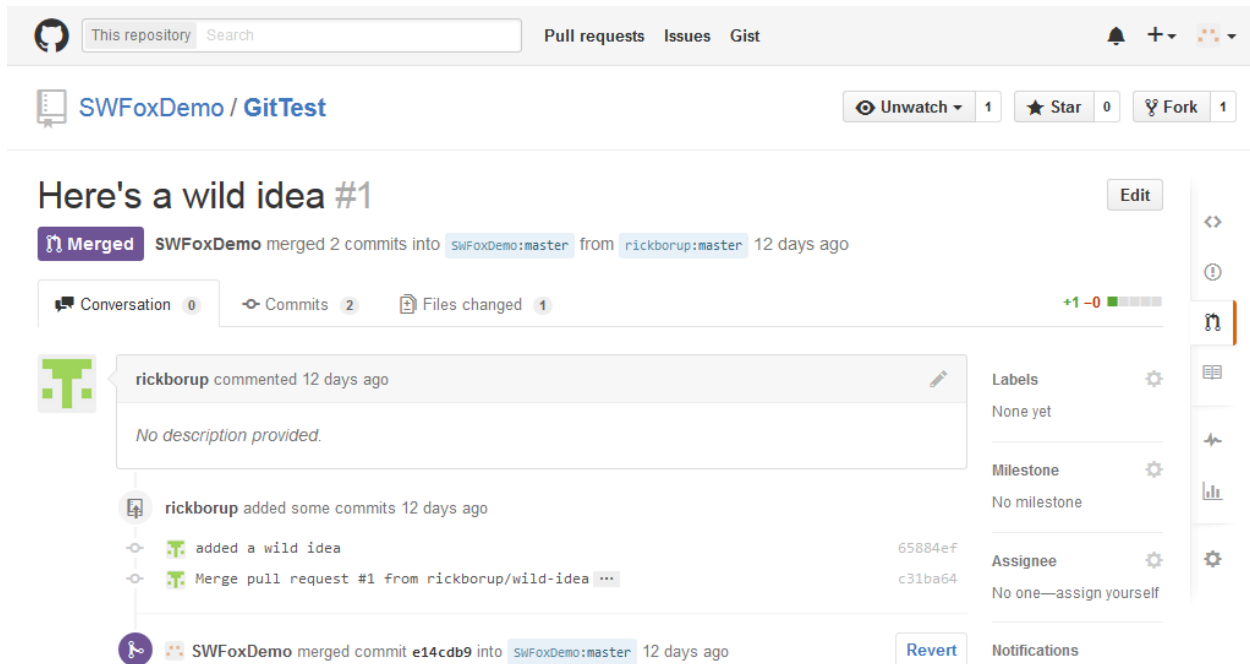 This repository Search Pull requests Issues Gist
SWFoxDemo / GitTest Unwatch 1 Star 0 Fork 1
Here's a wild idea #1 Edit
Merged SWFoxDemo merged 2 commits into SWFoxDemo:master from rickborup:master 12 days ago
Conversation 0 Commits 2 Files changed 1 +1 −0
rickborup commented 12 days ago
No description provided.
rickborup added some commits 12 days ago
added a wild idea 65884ef
Merge pull request #1 from rickborup/wild-idea ...
c31ba64
SWFoxDemo merged commit e14cdb9 into SWFoxDemo:master 12 days ago Revert
Labels
None yet
Milestone
No milestone
Assignee
No one—assign yourself
Notifications